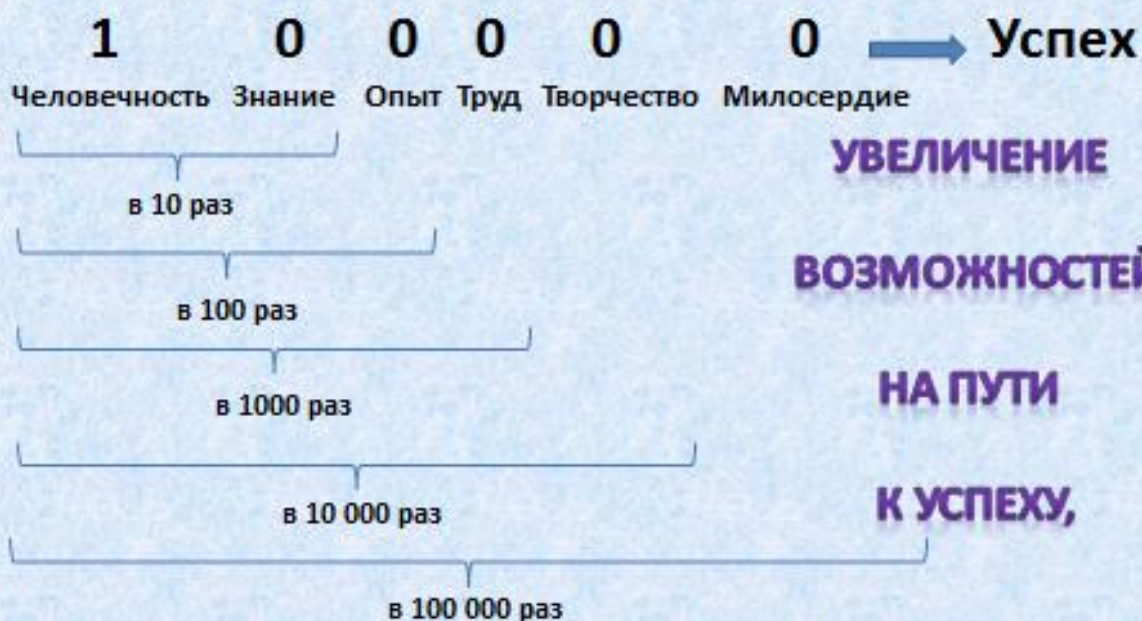 1 0 0 0 0 0 Успех
Человечность Знание Опыт Труд Творчество Милосердие
УВЕЛИЧЕНИЕ
в 10 раз
ВОЗМОЖНОСТЕЙ
в 100 раз
НА ПУТИ
в 1000 раз
К УСПЕХУ,
в 10 000 раз
в 100 000 раз